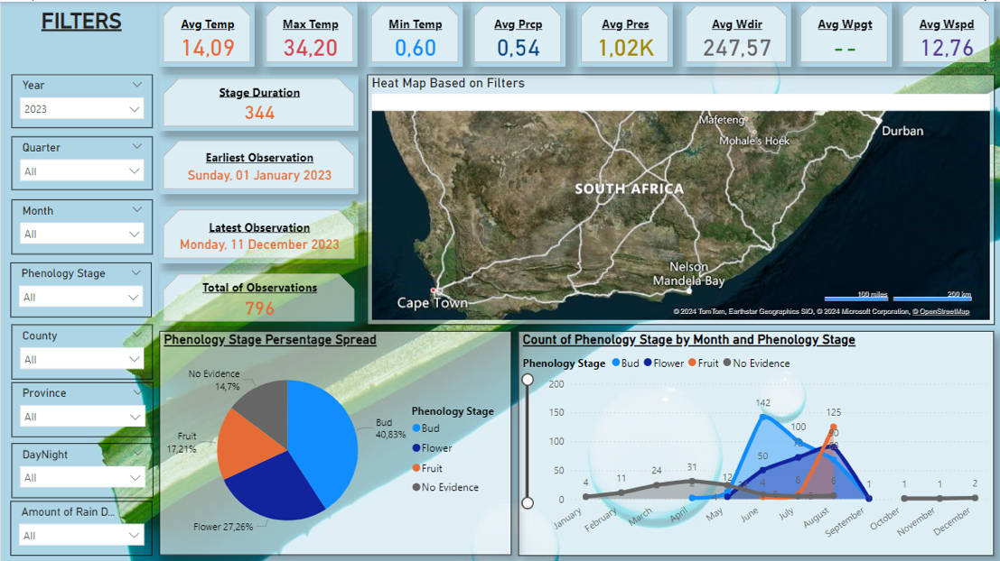 FILTERS
Avg Temp
14,09
Max Temp
34,20
Min Temp
0,60
Avg Prcp
0,54
Avg Pres
1,02K
Avg Wdir
247,57
Avg Wpgt
--
Avg Wspd
12,76
Year
2023
Quarter
All
Month
All
Phenology Stage
All
County
All
Province
All
DayNight
All
Amount of Rain D...
All
Stage Duration
344
Earliest Observation
Sunday, 01 January 2023
Latest Observation
Monday, 11 December 2023
Total of Observations
796
Heat Map Based on Filters
Mafeteng
Mohale's Hoek
Durban
SOUTH AFRICA
Nelson
Mandela Bay
Cape Town
100 miles
200 km
© 2024 TomTom, Earthstar Geographics SIO, © 2024 Microsoft Corporation, © OpenStreetMap
Phenology Stage Persentage Spread
No Evidence
14,7%
Fruit
17,21%
Bud
40,83%
Flower 27,26%
Phenology Stage
Bud
Flower
Fruit
No Evidence
Count of Phenology Stage by Month and Phenology Stage
Phenology Stage Bud Flower Fruit No Evidence
200
150
100
50
0
4
11
24
31
2
12
142
50
4
100
8
125
90
6
1
1
1
2
January
February
March
April
May
June
July
August
September
October
November
December